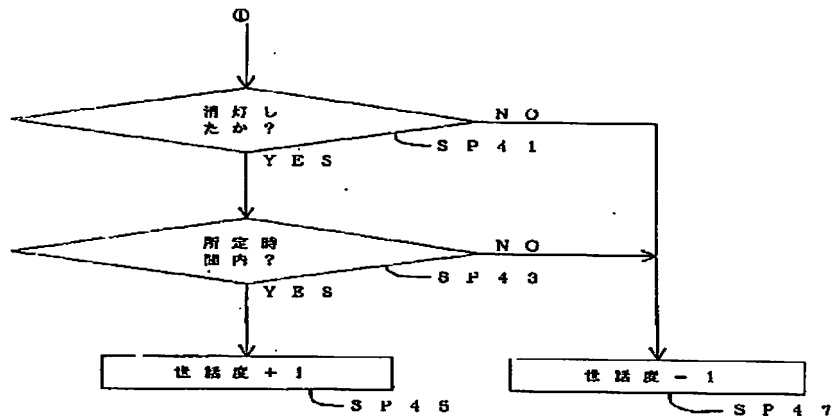 ①
消灯し
たか?
NO
SP41
YES
所定時
間内?
NO
SP43
YES
世話度+1
世話度-1
SP45
SP47